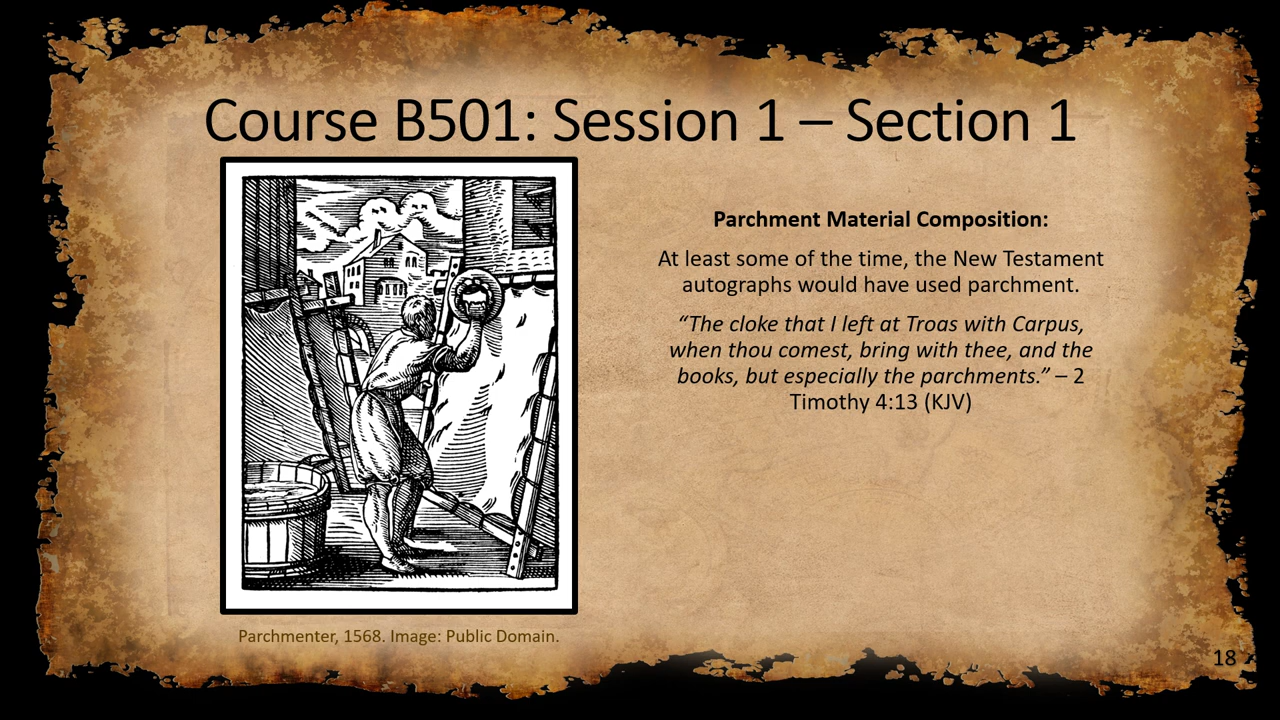 Course B501: Session 1 – Section 1
Parchment Material Composition:
At least some of the time, the New Testament
autographs would have used parchment.
“The cloke that I left at Troas with Carpus,
when thou comest, bring with thee, and the
books, but especially the parchments.” – 2
Timothy 4:13 (KJV)
Parchmenter, 1568. Image: Public Domain.
18